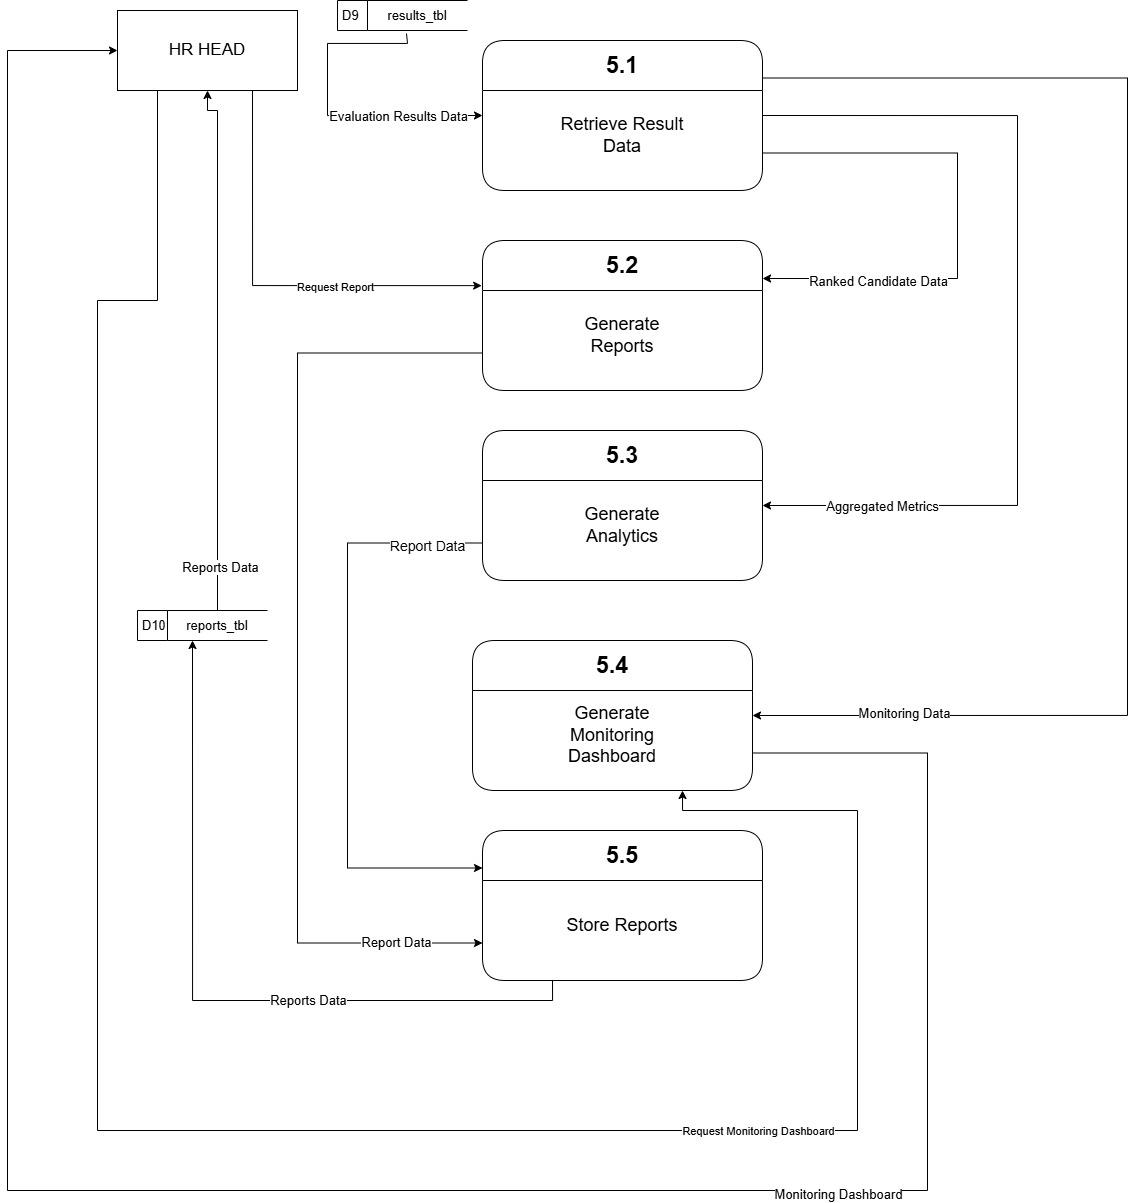 D9
results_tbl
HR HEAD
5.1
Evaluation Results Data
Retrieve Result
Data
5.2
Ranked Candidate Data
Request Report
Generate
Reports
5.3
Aggregated Metrics
Generate
Analytics
Report Data
Reports Data
D10
reports_tbl
5.4
Monitoring Data
Generate
Monitoring
Dashboard
5.5
Store Reports
Report Data
Reports Data
Request Monitoring Dashboard
Monitoring Dashboard